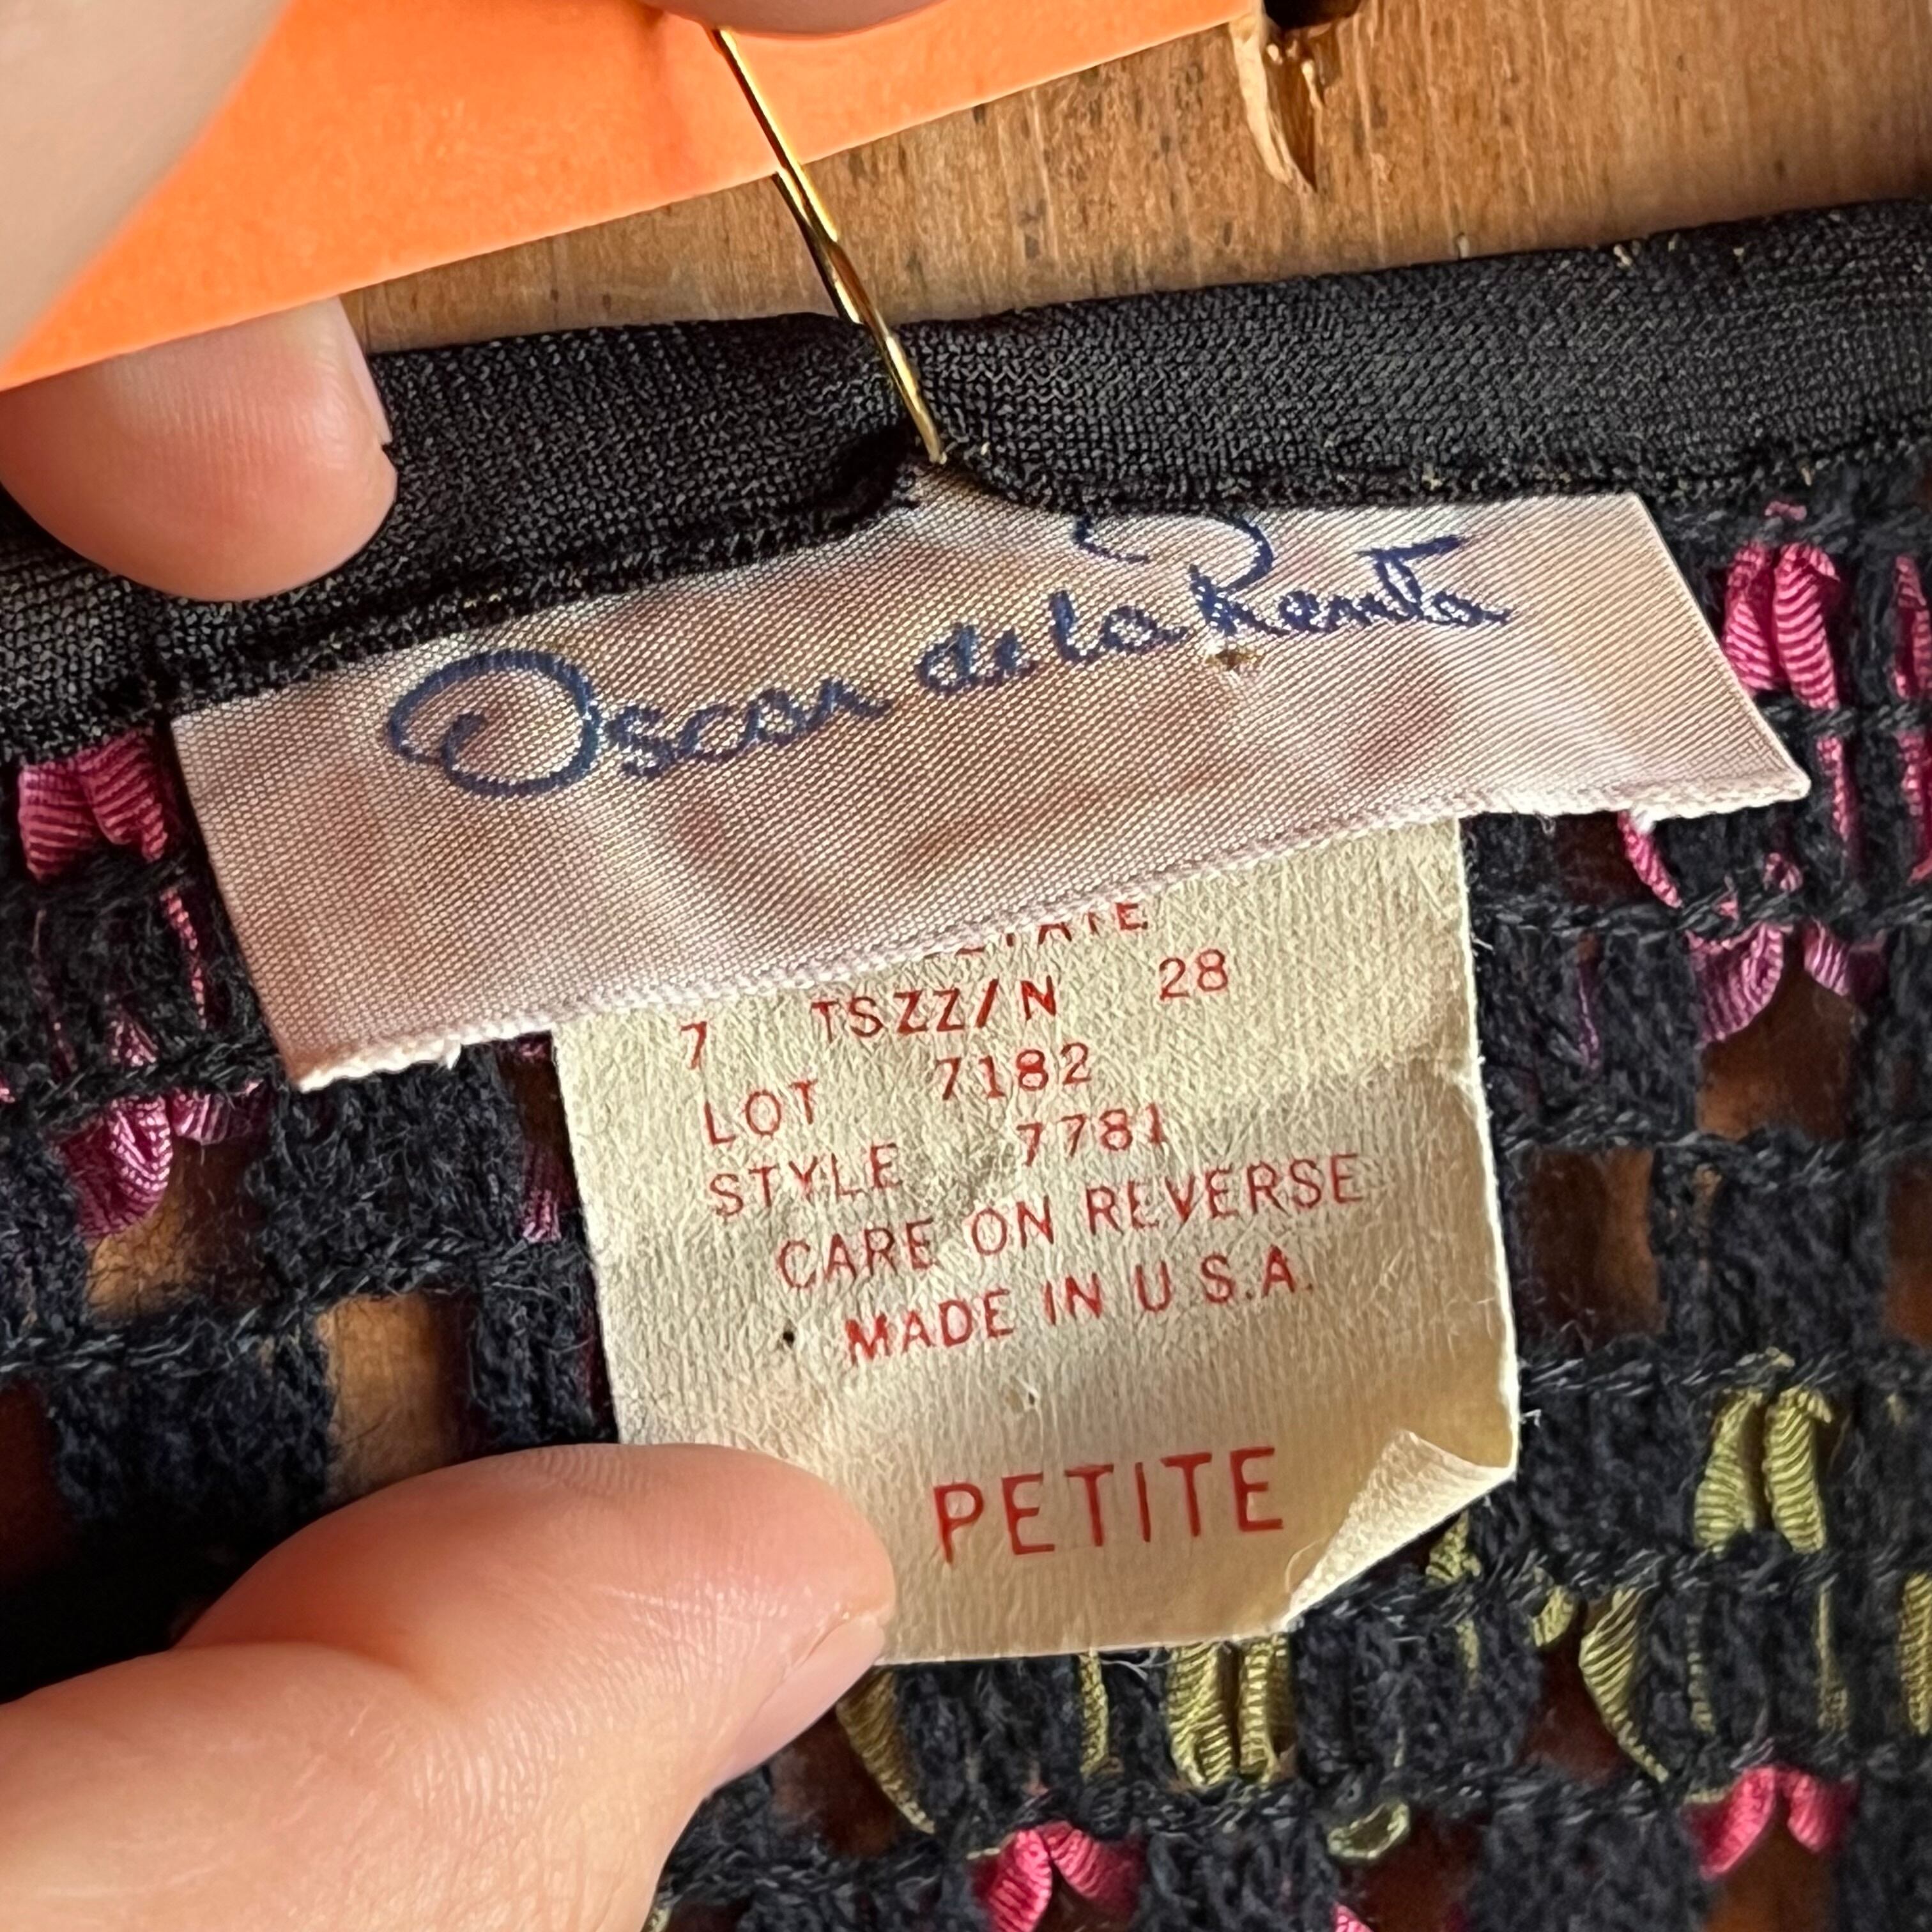 Oscar de la Renta
7 TSZZ/N 28
LOT 7182
STYLE 7781
CARE ON REVERSE
MADE IN U.S.A.
PETITE